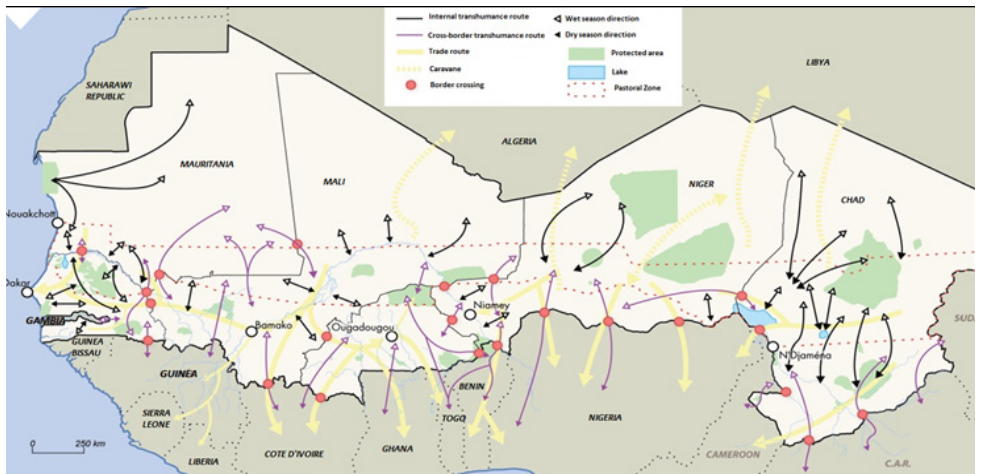 Internal transhumance route
Wet season direction
Cross-border transhumance route
Dry season direction
Trade route
Protected area
Caravane
Lake
Border crossing
Pastoral Zone
LIBYA
SAHARAWI
REPUBLIC
ALGERIA
MAURITANIA
MALI
NIGER
CHAD
Nouakchott
Dakar
GAMBIA
Niamey
Bamako
Ougadougou
SUD
GUINEA
BISSAU
N'Djaména
GUINEA
BENIN
SIERRA
LEONE
TOGO
NIGERIA
LIBERIA
COTE D'IVOIRE
GHANA
CAMEROON
C.A.R.
0
250 km